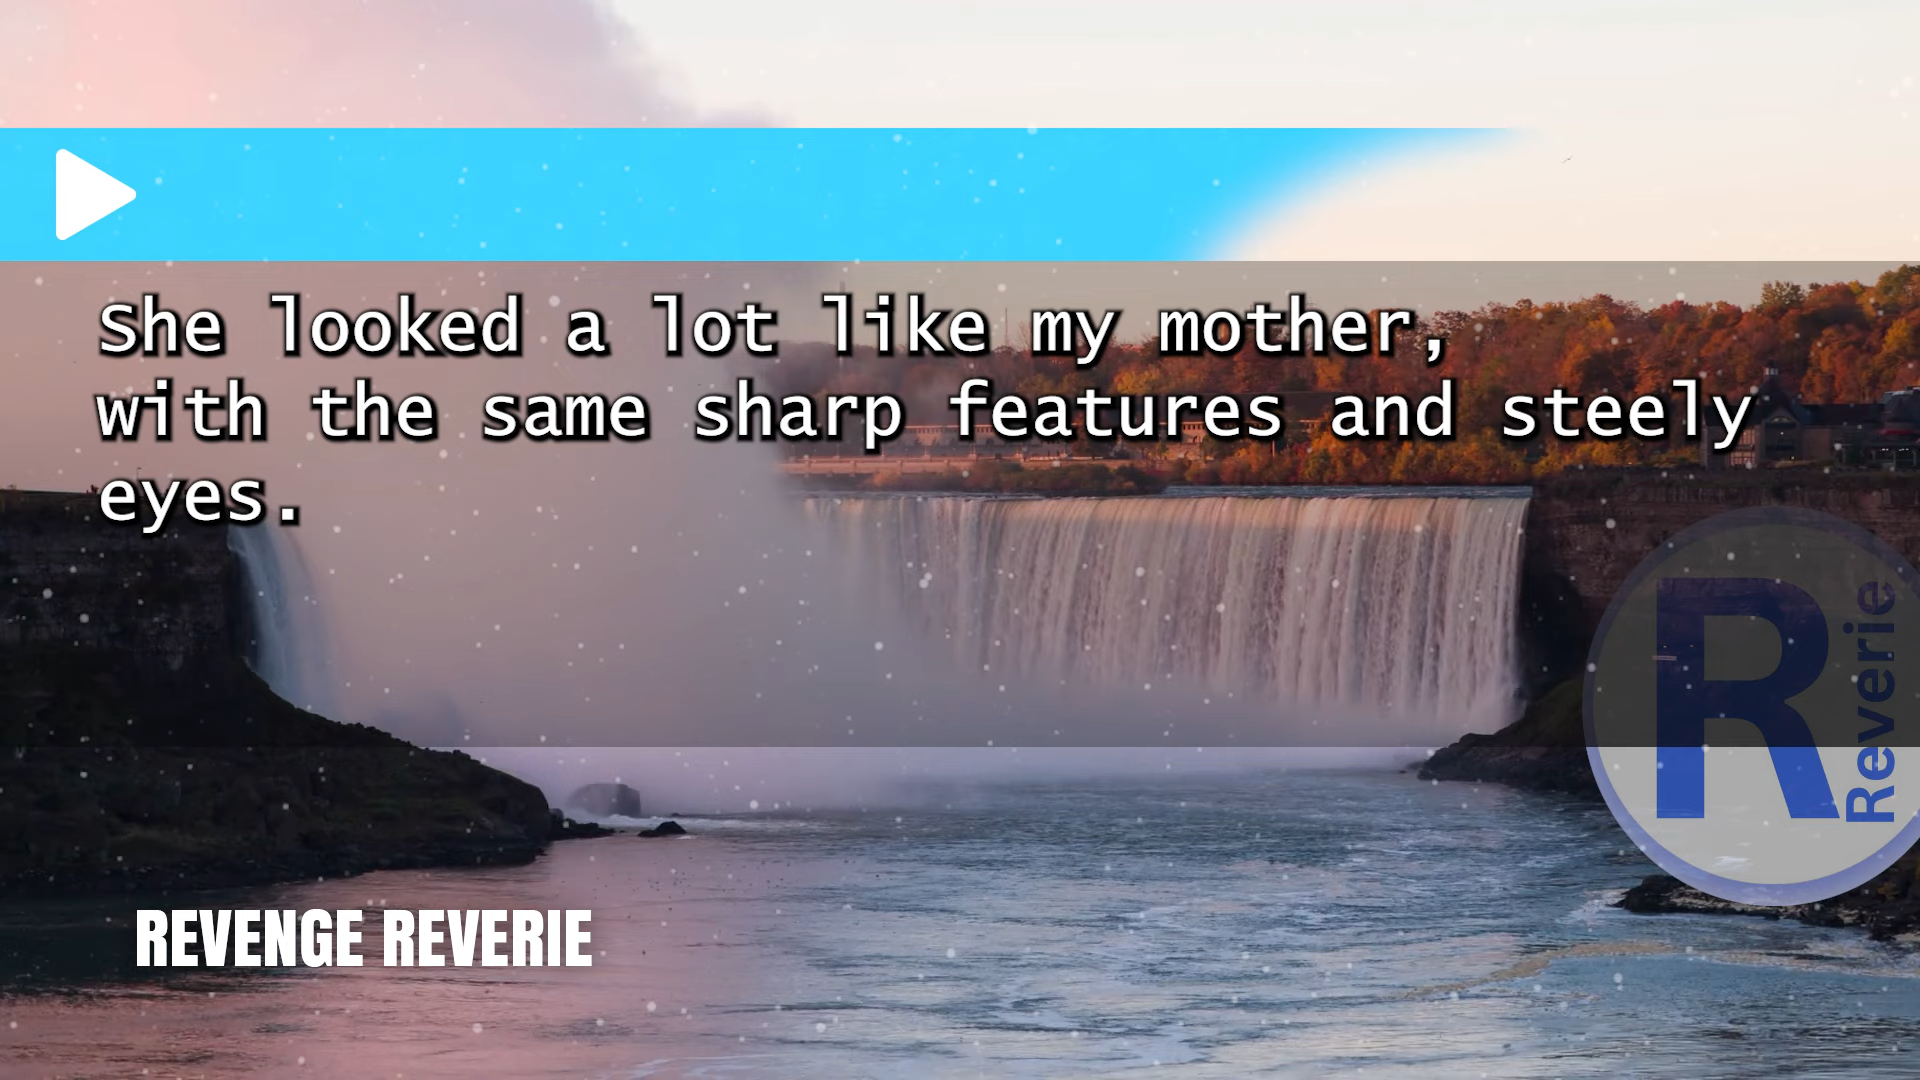 She looked a lot like my mother,
with the same sharp features and steely
eyes.
R
Reverie
REVENGE REVERIE